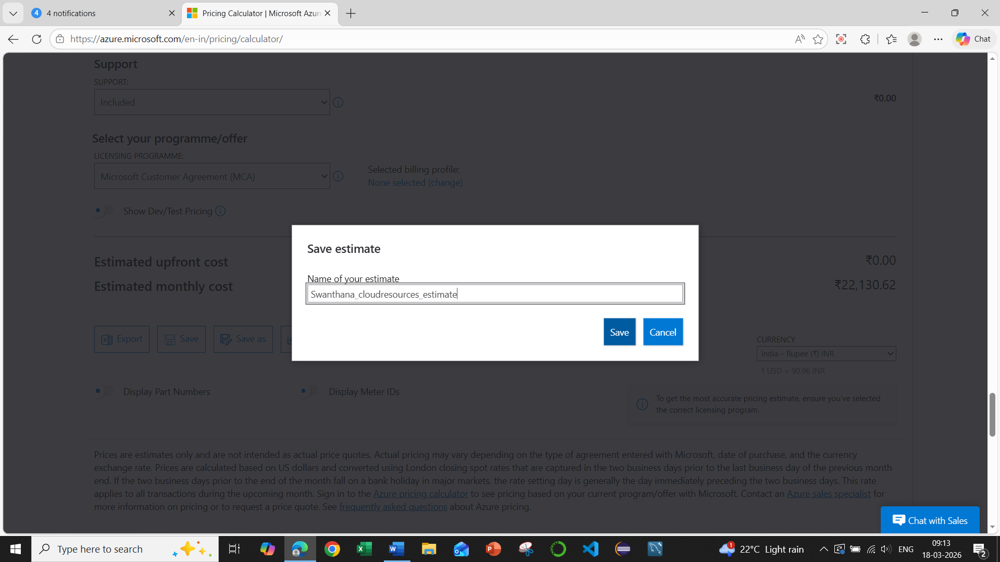 4
4 notifications
Pricing Calculator | Microsoft Azure
https://azure.microsoft.com/en-in/pricing/calculator/
Chat
Support
SUPPORT:
Included
₹0.00
Select your programme/offer
LICENSING PROGRAMME:
Microsoft Customer Agreement (MCA)
Selected billing profile:
None selected (change)
Show Dev/Test Pricing
Save estimate
Name of your estimate
Swanthana_cloudresources_estimate
Save
Cancel
Estimated upfront cost
₹0.00
Estimated monthly cost
₹22,130.62
Export
Save
Save as
CURRENCY
India – Rupee (₹) INR
1 USD = 90.96 INR
Display Part Numbers
Display Meter IDs
To get the most accurate pricing estimate, ensure you've selected
the correct licensing program.
Prices are estimates only and are not intended as actual price quotes. Actual pricing may vary depending on the type of agreement entered with Microsoft, date of purchase, and the currency
exchange rate. Prices are calculated based on US dollars and converted using London closing spot rates that are captured in the two business days prior to the last business day of the previous month
end. If the two business days prior to the end of the month fall on a bank holiday in major markets, the rate setting day is generally the day immediately preceding the two business days. This rate
applies to all transactions during the upcoming month. Sign in to the Azure pricing calculator to see pricing based on your current program/offer with Microsoft. Contact an Azure sales specialist for
more information on pricing or to request a price quote. See frequently asked questions about Azure pricing.
Chat with Sales
Type here to search
1
22°C Light rain
ENG
09:13
18-03-2026
2